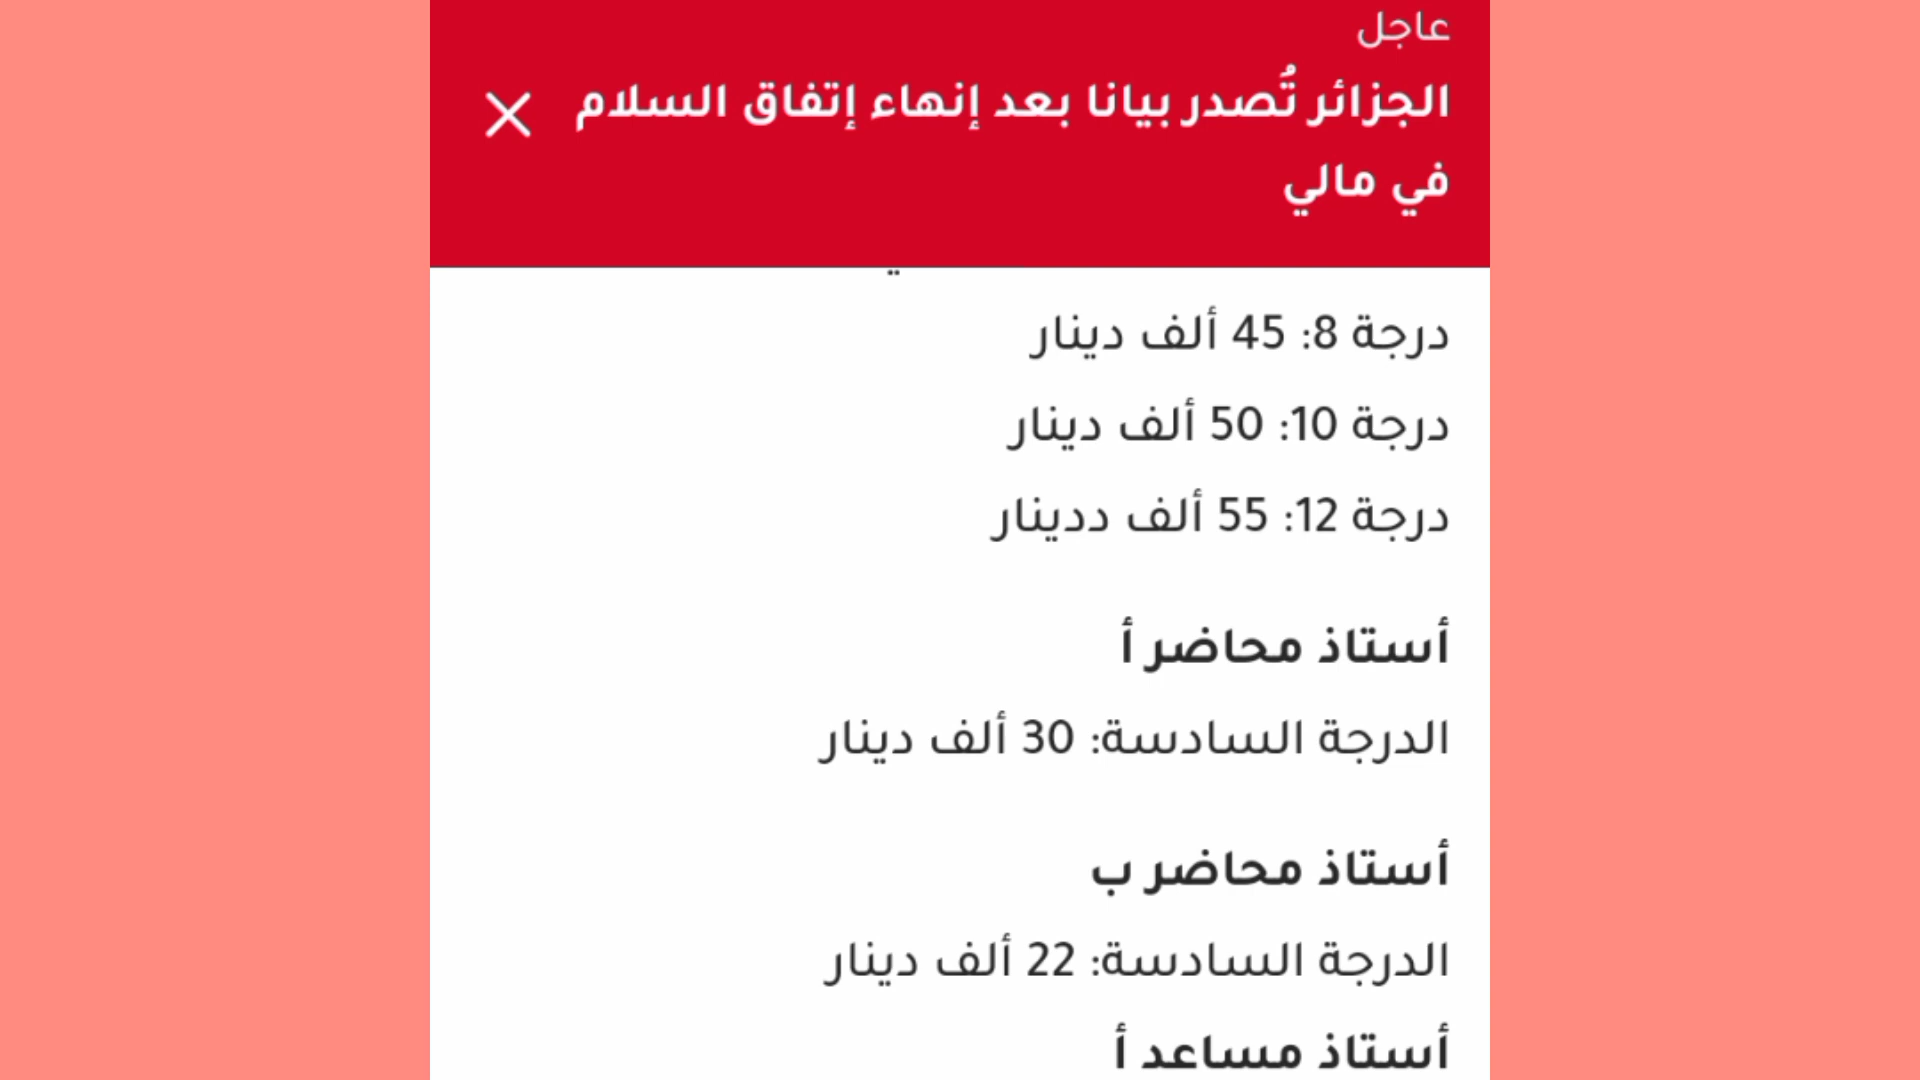 عاجل
الجزائر تُصدر بيانا بعد إنهاء إتفاق السلام
في مالي
درجة 8: 45 ألف دينار
درجة 10: 50 ألف دينار
درجة 12: 55 ألف ددينار
أستاذ محاضر أ
الدرجة السادسة: 30 ألف دينار
أستاذ محاضر ب
الدرجة السادسة: 22 ألف دينار
أستاذ مساعد أ